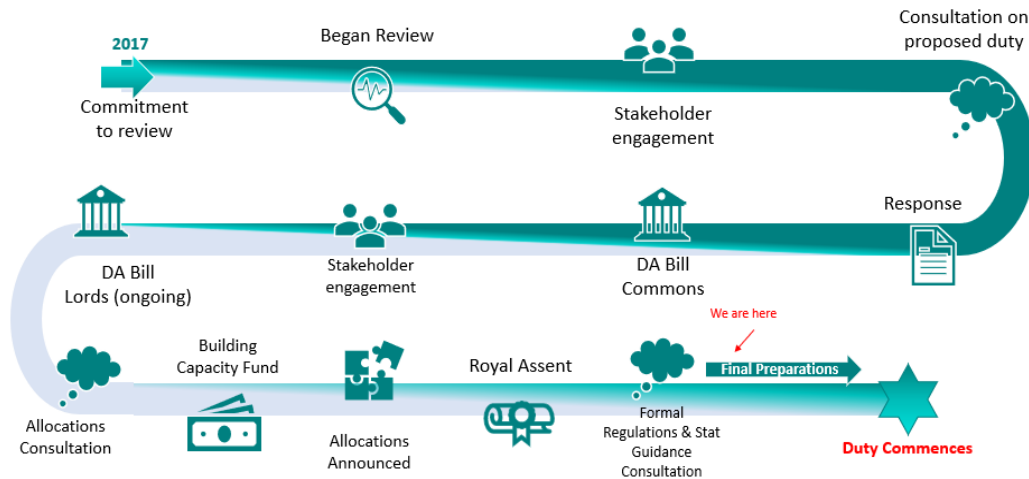 2017
Commitment
to review
Began Review
Stakeholder
engagement
Consultation on
proposed duty
Response
DA Bill
Commons
Stakeholder
engagement
DA Bill
Lords (ongoing)
Allocations
Consultation
Building
Capacity Fund
Allocations
Announced
Royal Assent
Formal
Regulations & Stat
Guidance
Consultation
We are here
Final Preparations
Duty Commences